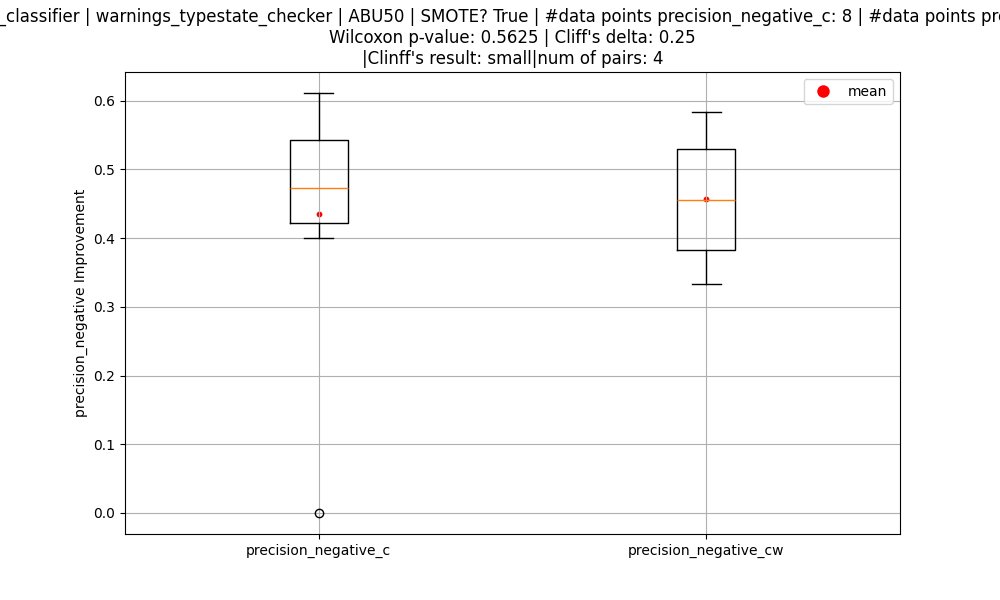 _classifier | warnings_typestate_checker | ABU50 | SMOTE? True | #data points precision_negative_c: 8 | #data points
Wilcoxon p-value: 0.5625 | Cliff's delta: 0.25
|Clinff's result: small|num of pairs: 4
mean
precision_negative Improvement
0.6
0.5
0.4
0.3
0.2
0.1
0.0
precision_negative_c
precision_negative_cw